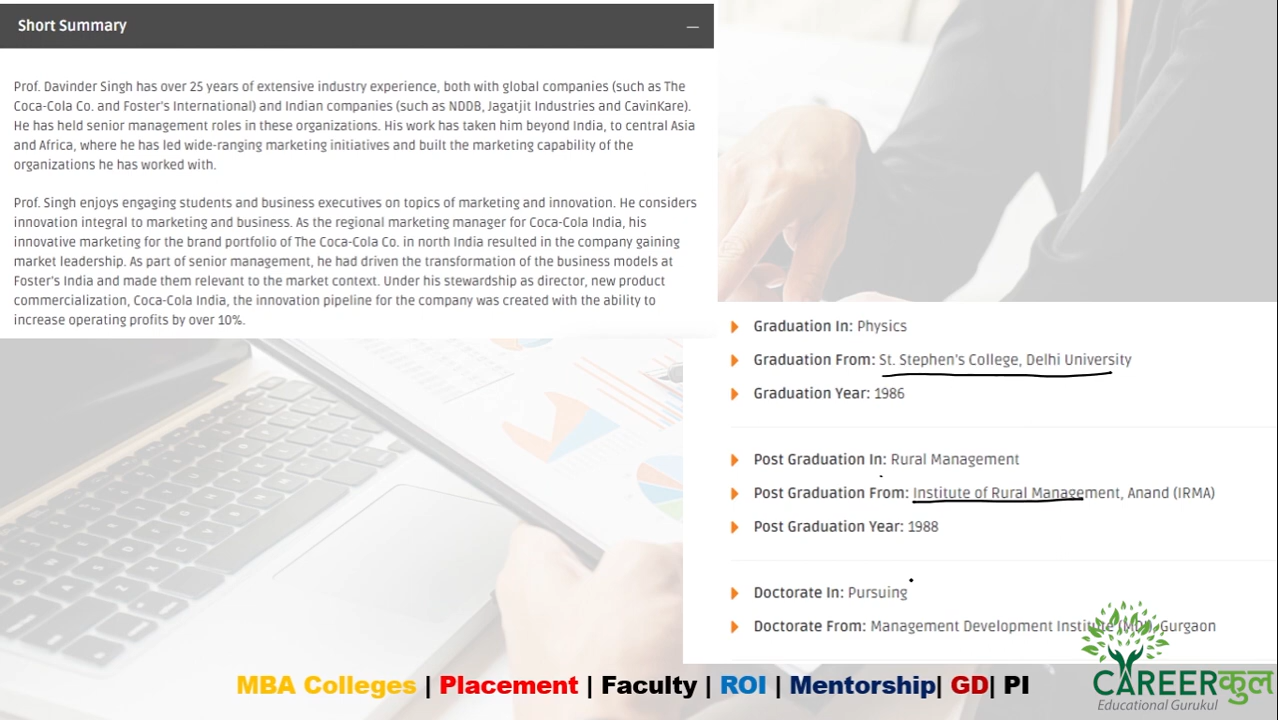 Short Summary
Prof. Davinder Singh has over 25 years of extensive industry experience, both with global companies (such as The
Coca-Cola Co. and Foster's International) and Indian companies (such as NDDB, Jagatjit Industries and CavinKare).
He has held senior management roles in these organizations. His work has taken him beyond India, to central Asia
and Africa, where he has led wide-ranging marketing initiatives and built the marketing capability of the
organizations he has worked with.
Prof. Singh enjoys engaging students and business executives on topics of marketing and innovation. He considers
innovation integral to marketing and business. As the regional marketing manager for Coca-Cola India, his
innovative marketing for the brand portfolio of The Coca-Cola Co. in north India resulted in the company gaining
market leadership. As part of senior management, he had driven the transformation of the business models at
Foster's India and made them relevant to the market context. Under his stewardship as director, new product
commercialization, Coca-Cola India, the innovation pipeline for the company was created with the ability to
increase operating profits by over 10%.
Graduation In: Physics
Graduation From: St. Stephen's College, Delhi University
Graduation Year: 1986
Post Graduation In: Rural Management
Post Graduation From: Institute of Rural Management, Anand (IRMA)
Post Graduation Year: 1988
Doctorate In: Pursuing
Doctorate From: Management Development Institute (MDI), Gurgaon
MBA Colleges | Placement | Faculty | ROI | Mentorship| GD| PI
CAREERकुल
Educational Gurukul